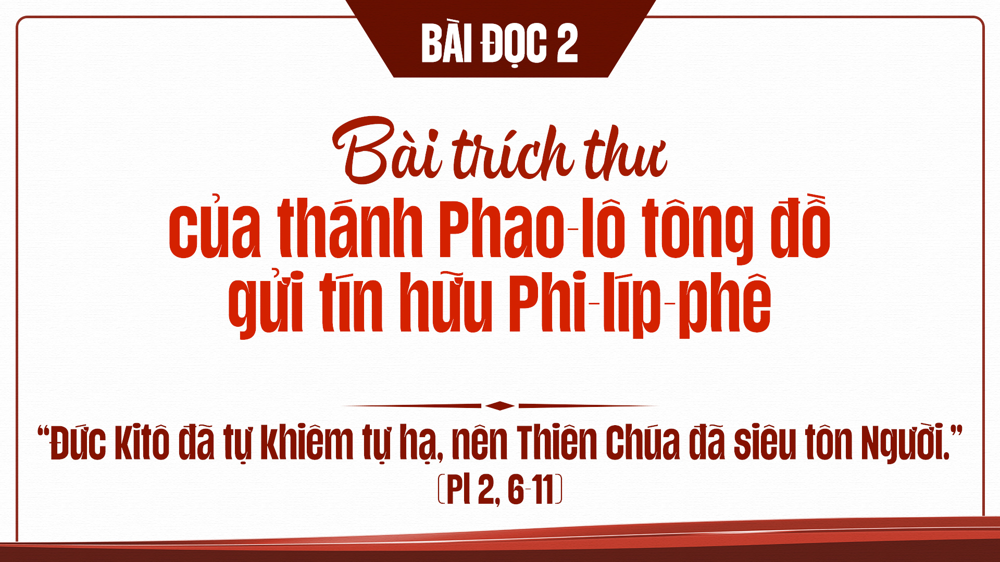 BÀI ĐỌC 2
Bài trích thư
của thánh Phao-lô tông đồ
gửi tín hữu Phi-líp-phê
“Đức Kitô đã tự khiêm tự hạ, nên Thiên Chúa đã siêu tôn Người.”
(Pl 2, 6-11)